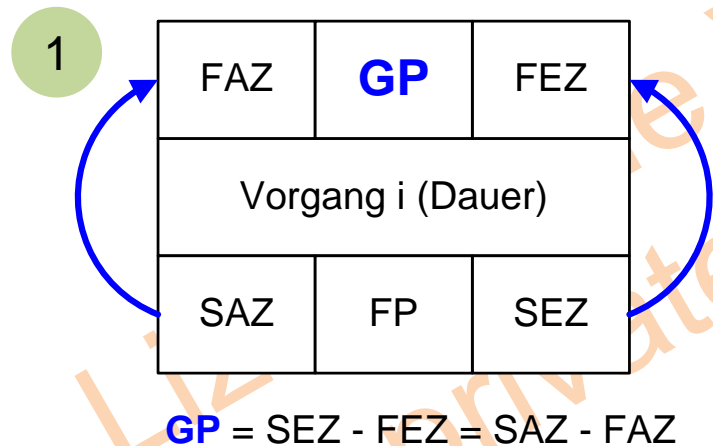 1
FAZ GP FEZ
Vorgang i (Dauer)
SAZ FP SEZ
GP = SEZ - FEZ = SAZ - FAZ